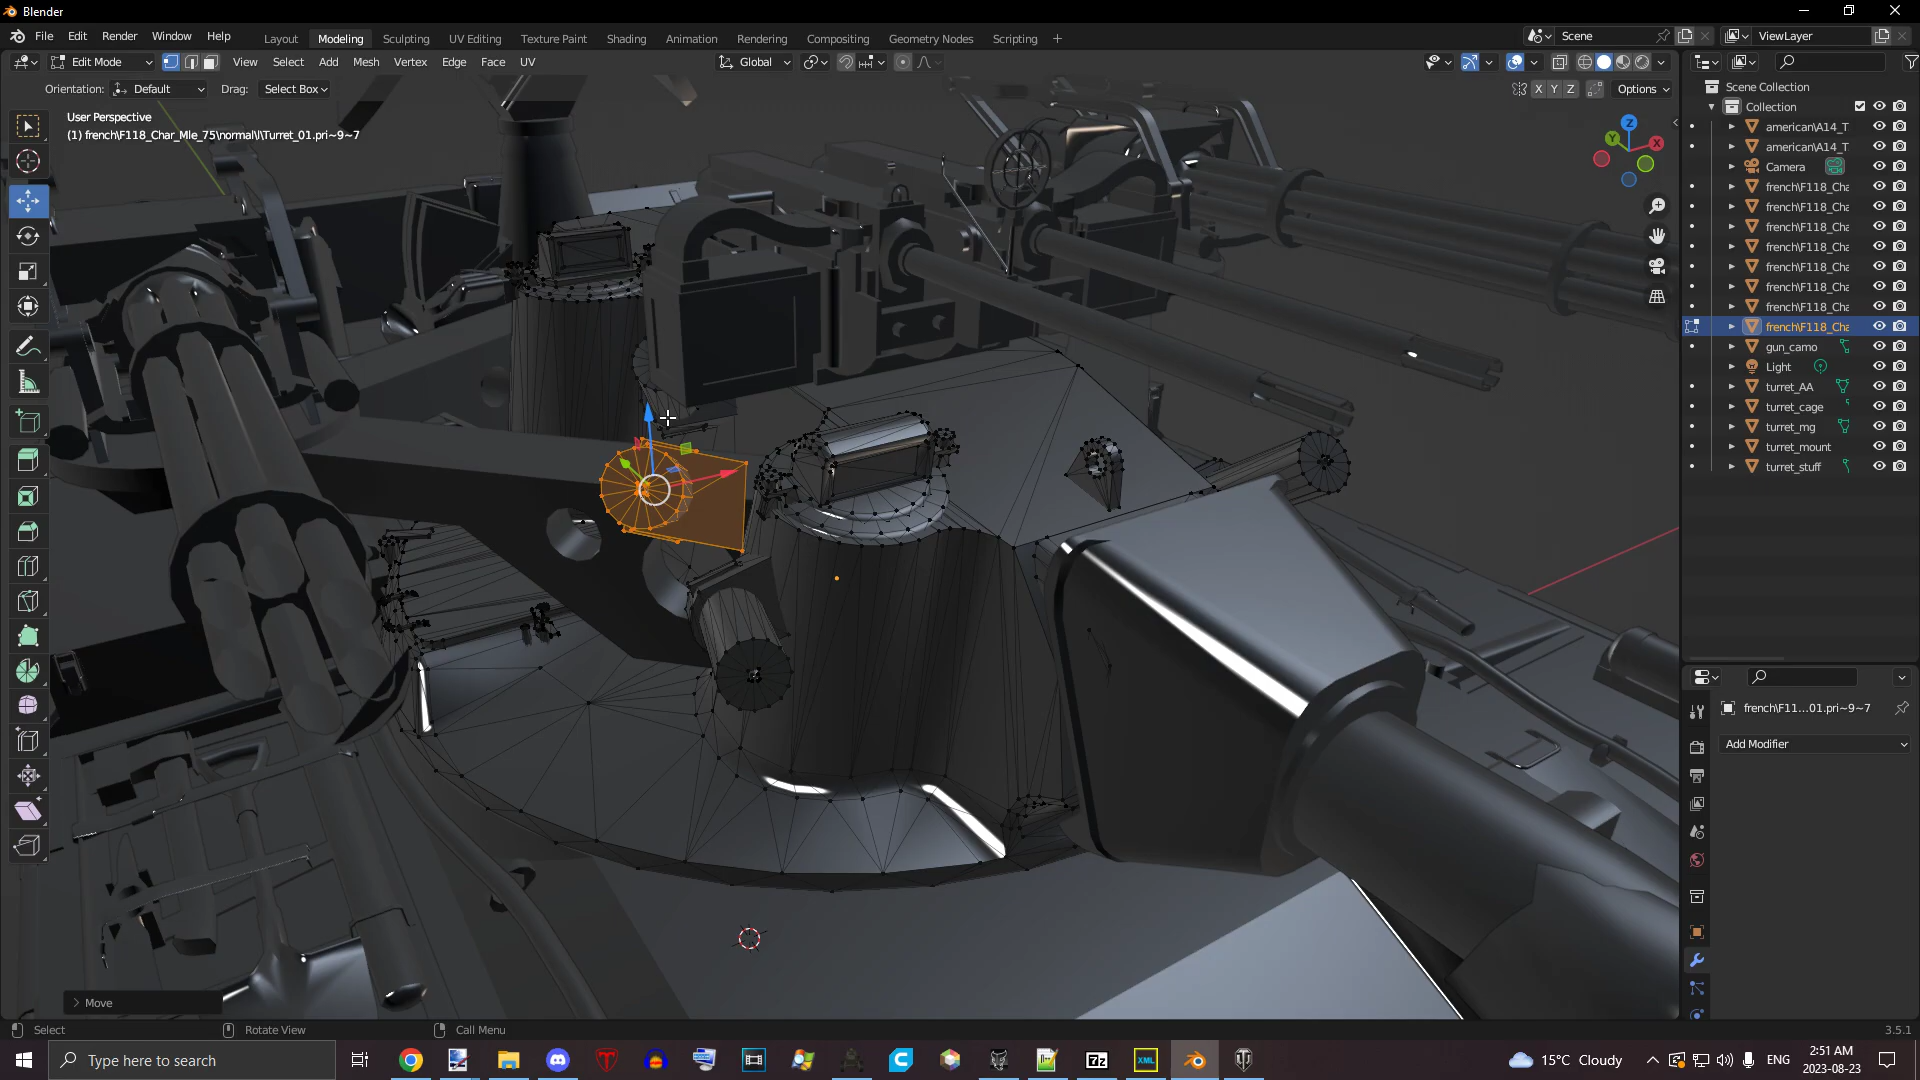 Blender
File Edit Render Window Help
Layout Modeling Sculpting UV Editing Texture Paint Shading Animation Rendering Compositing Geometry Nodes Scripting
Scene
ViewLayer
Edit Mode
View Select Add Mesh Vertex Edge Face UV
Global
Orientation: Default Drag: Select Box
X Y Z Options
User Perspective
(1) french\F118_Char_Mle_75\normal\l\Turret_01.pri~9~7
Z
Y X
Scene Collection
Collection
american\A14_T
american\A14_T
Camera
french\F118_Cha
french\F118_Cha
french\F118_Cha
french\F118_Cha
french\F118_Cha
french\F118_Cha
french\F118_Cha
french\F118_Cha
gun_camo
Light
turret_AA
turret_cage
turret_mg
turret_mount
turret_stuff
french\F11...01.pri~9~7
Add Modifier
Move
Select Rotate View Call Menu
3.5.1
Type here to search
7z
XML
15°C Cloudy
ENG
2:51 AM
2023-08-23